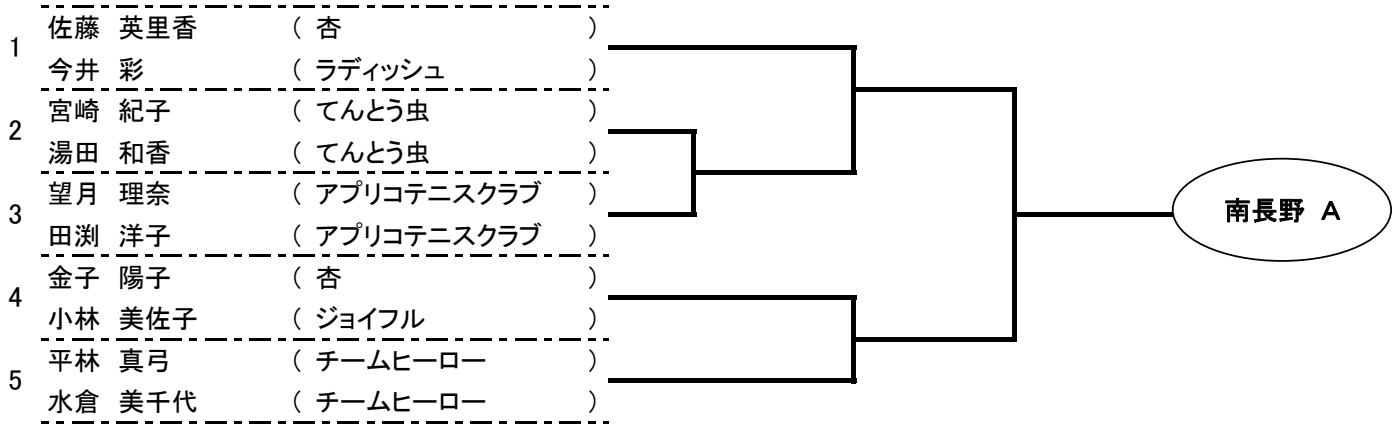 1
佐藤 英里香 ( 杏 )
今井 彩 ( ラディッシュ )
2
宮崎 紀子 ( てんとう虫 )
湯田 和香 ( てんとう虫 )
3
望月 理奈 ( アプリコテニスクラブ )
田渕 洋子 ( アプリコテニスクラブ )
4
金子 陽子 ( 杏 )
小林 美佐子 ( ジョイフル )
5
平林 真弓 ( チームヒーロー )
水倉 美千代 ( チームヒーロー )
南長野 A